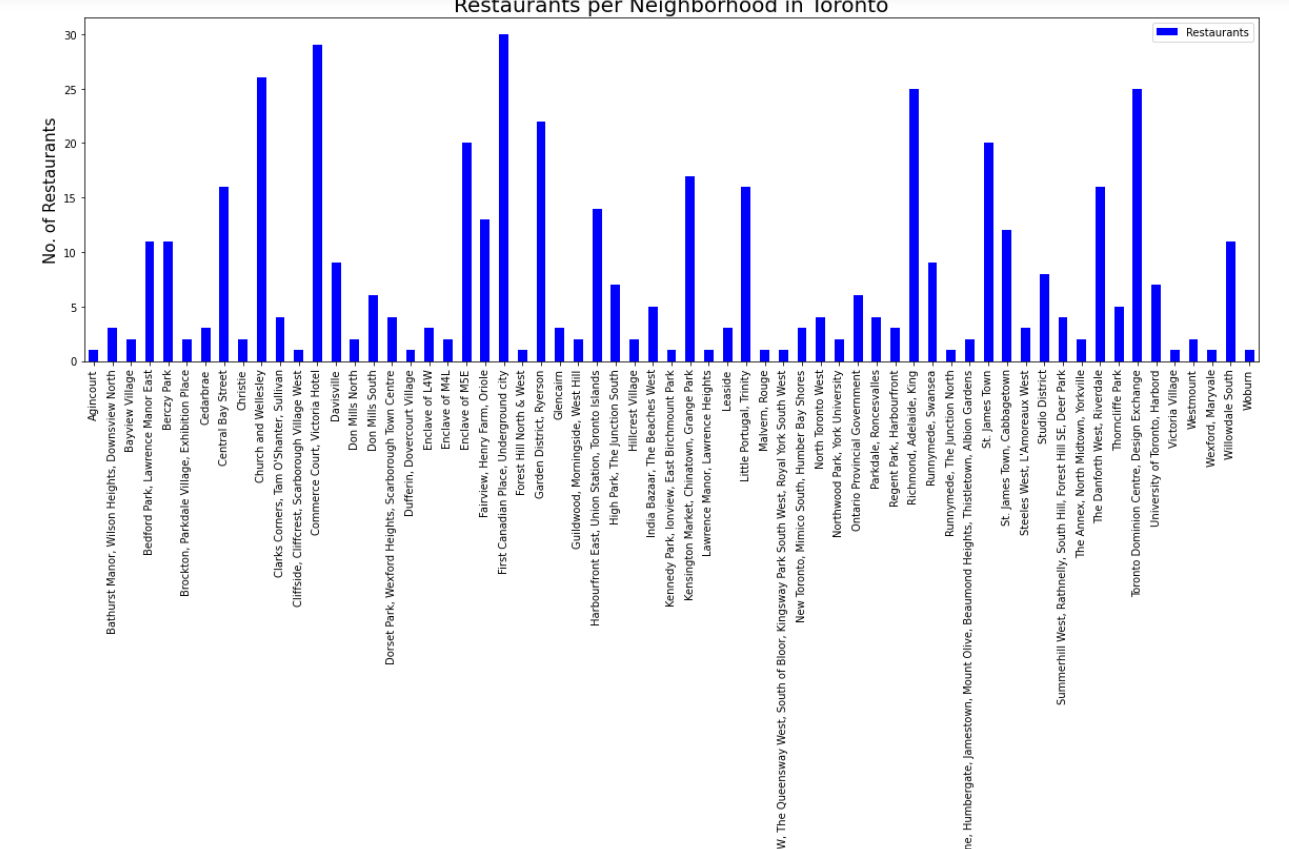 Restaurants per Neighborhood in Toronto
Restaurants
No. of Restaurants
30
25
20
15
10
5
0
Agincourt
Bathurst Manor, Wilson Heights, Downsview North
Bayview Village
Bedford Park, Lawrence Manor East
Berczy Park
Brockton, Parkdale Village, Exhibition Place
Cedarbrae
Central Bay Street
Christie
Church and Wellesley
Clarks Corners, Tam O'Shanter, Sullivan
Cliffside, Cliffcrest, Scarborough Village West
Commerce Court, Victoria Hotel
Davisville
Don Mills North
Don Mills South
Dorset Park, Wexford Heights, Scarborough Town Centre
Dufferin, Dovercourt Village
Enclave of L4W
Enclave of M4L
Enclave of M5E
Fairview, Henry Farm, Oriole
First Canadian Place, Underground city
Forest Hill North & West
Garden District, Ryerson
Glencairn
Guildwood, Morningside, West Hill
Harbourfront East, Union Station, Toronto Islands
High Park, The Junction South
Hillcrest Village
India Bazaar, The Beaches West
Kennedy Park, Ionview, East Birchmount Park
Kensington Market, Chinatown, Grange Park
Lawrence Manor, Lawrence Heights
Leaside
Little Portugal, Trinity
Malvern, Rouge
W, The Queensway West, South of Bloor, Kingsway Park South West, Royal York South West
New Toronto, Mimico South, Humber Bay Shores
North Toronto West
Northwood Park, York University
Ontario Provincial Government
Parkdale, Roncesvalles
Regent Park, Harbourfront
Richmond, Adelaide, King
Runnymede, Swansea
Runnymede, The Junction North
ne, Humbergate, Jamestown, Mount Olive, Beaumond Heights, Thistletown, Albion Gardens
St. James Town
St. James Town, Cabbagetown
Steeles West, L'Amoreaux West
Studio District
Summerhill West, Rathnelly, South Hill, Forest Hill SE, Deer Park
The Annex, North Midtown, Yorkville
The Danforth West, Riverdale
Thorncliffe Park
Toronto Dominion Centre, Design Exchange
University of Toronto, Harbord
Victoria Village
Westmount
Wexford, Maryvale
Willowdale South
Woburn